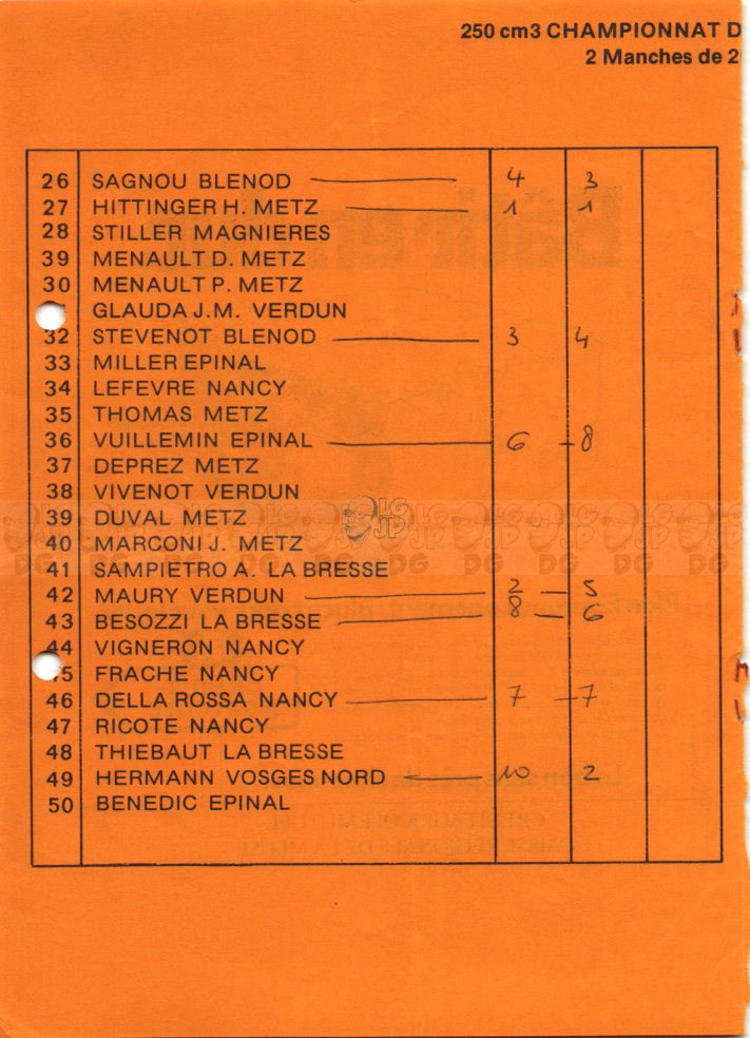 250 cm3 CHAMPIONNAT D
2 Manches de 2
26 SAGNOU BLENOD 4 3
27 HITTINGER H. METZ 1 1
28 STILLER MAGNIERES
39 MENAULT D. METZ
30 MENAULT P. METZ
GLAUDA J.M. VERDUN
32 STEVENOT BLENOD 3 4
33 MILLER EPINAL
34 LEFEVRE NANCY
35 THOMAS METZ
36 VUILLEMIN EPINAL 6 8
37 DEPREZ METZ
38 VIVENOT VERDUN
39 DUVAL METZ
40 MARCONI J. METZ
41 SAMPIETRO A. LA BRESSE
42 MAURY VERDUN 2 5
43 BESOZZI LA BRESSE 8 6
44 VIGNERON NANCY
5 FRACHE NANCY
46 DELLA ROSSA NANCY 7 7
47 RICOTE NANCY
48 THIEBAUT LA BRESSE
49 HERMANN VOSGES NORD 10 2
50 BENEDIC EPINAL